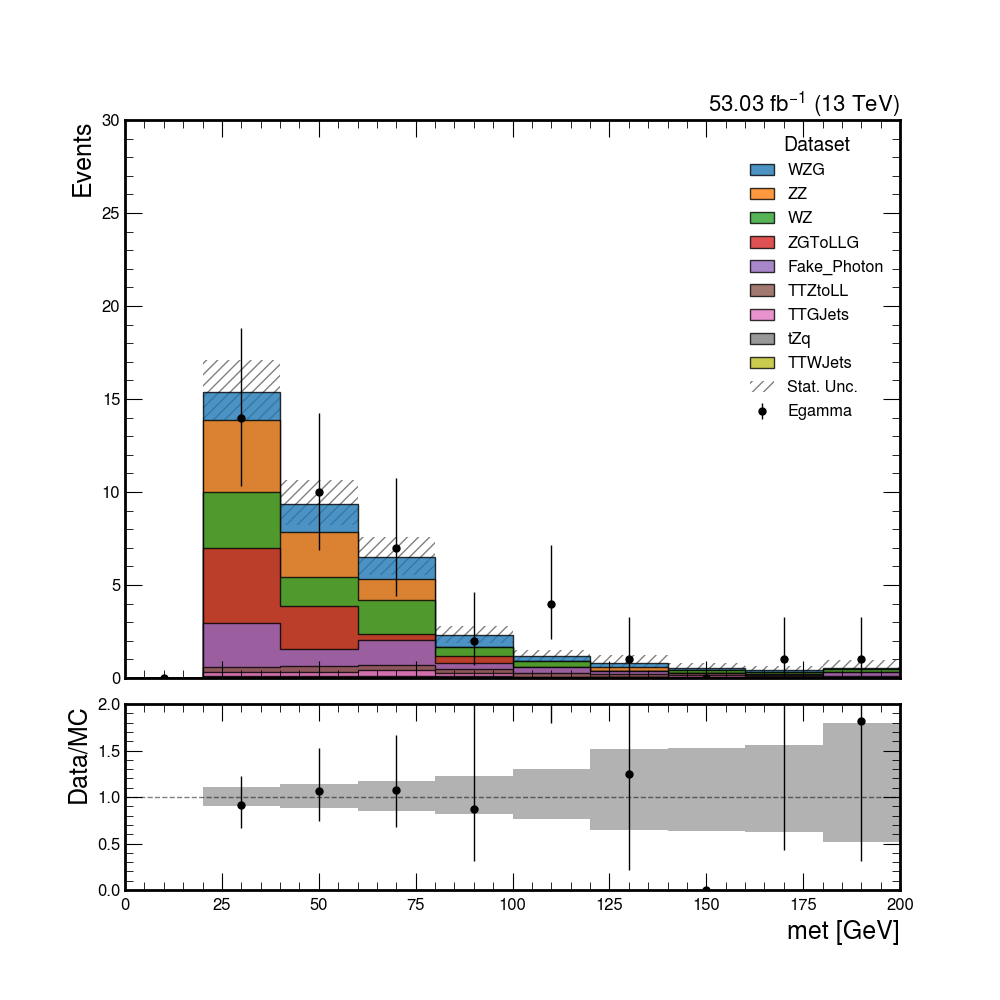 53.03 fb⁻¹ (13 TeV)
Events
30
25
20
15
10
5
0
Dataset
WZG
ZZ
WZ
ZGToLLG
Fake_Photon
TTZtoLL
TTGJets
tZq
TTWJets
Stat. Unc.
Egamma
Data/MC
2.0
1.5
1.0
0.5
0.0
0 25 50 75 100 125 150 175 200
met [GeV]